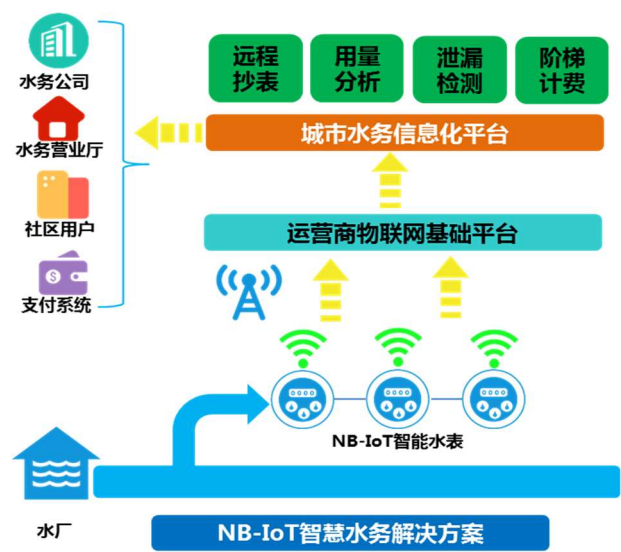 水务公司
水务营业厅
社区用户
支付系统
远程
抄表
用量
分析
泄漏
检测
阶梯
计费
城市水务信息化平台
运营商物联网基础平台
NB-IoT智能水表
水厂
NB-IoT智慧水务解决方案